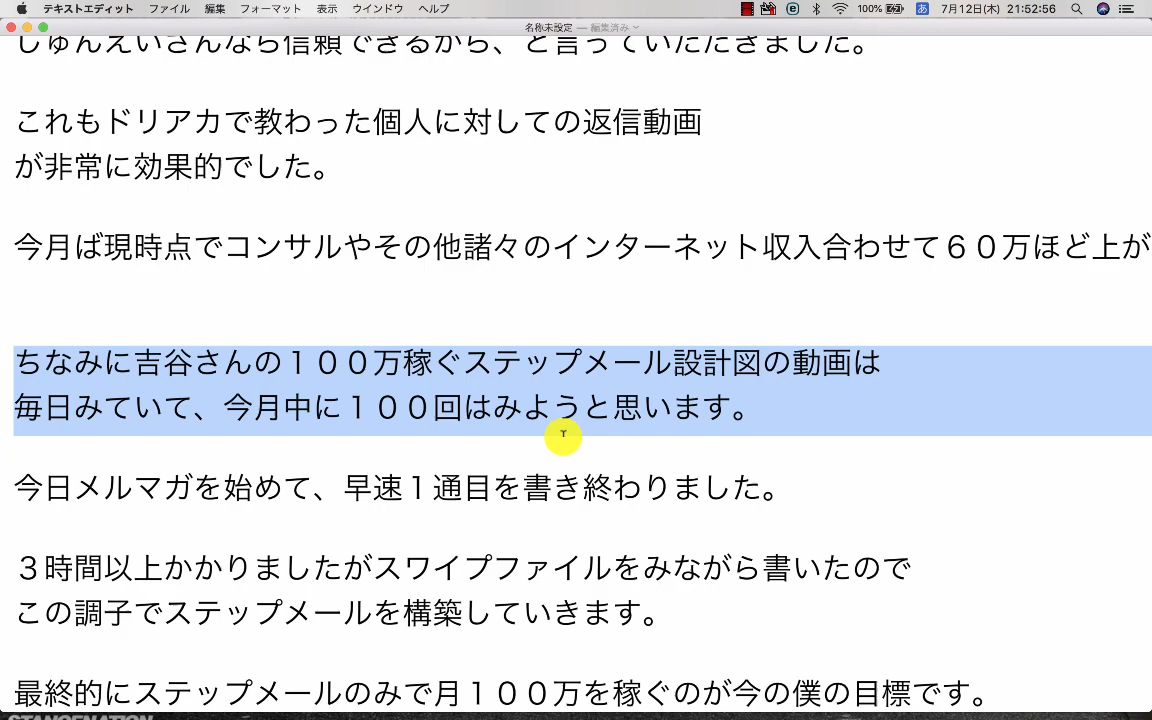 テキストエディット ファイル 編集 フォーマット 表示 ウインドウ ヘルプ 100% あ 7月12日(木) 21:52:56
名称未設定 — 編集済み
しゅんえいさんなら信頼できるから、と言っていただきました。
これもドリアカで教わった個人に対しての返信動画
が非常に効果的でした。
今月ば現時点でコンサルやその他諸々のインターネット収入合わせて６０万ほど上が
ちなみに吉谷さんの１００万稼ぐステップメール設計図の動画は
毎日みていて、今月中に１００回はみようと思います。
今日メルマガを始めて、早速１通目を書き終わりました。
３時間以上かかりましたがスワイプファイルをみながら書いたので
この調子でステップメールを構築していきます。
最終的にステップメールのみで月１００万を稼ぐのが今の僕の目標です。
STANCENATION